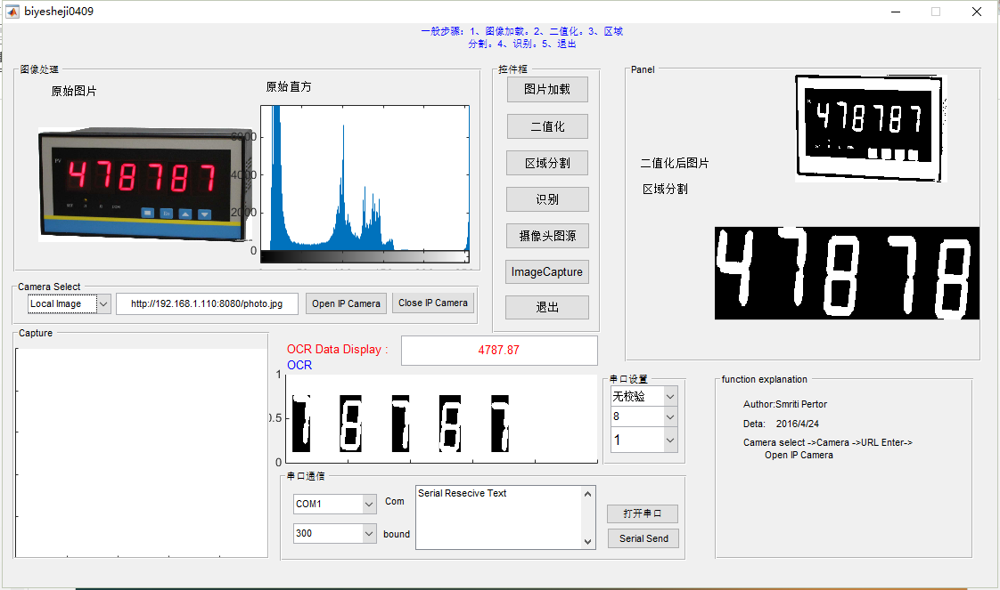 biyesheji0409
一般步骤：1、图像加载。2、二值化。3、区域
分割。4、识别。5、退出
图像处理
原始图片
原始直方
6000
4000
2000
0
PV
478787
控件框
图片加载
二值化
区域分割
识别
摄像头图源
ImageCapture
退出
Panel
478787
二值化后图片
区域分割
47878
Camera Select
Local Image
http://192.168.1.110:8080/photo.jpg
Open IP Camera
Close IP Camera
Capture
OCR Data Display :
4787.87
OCR
1
0.5
0
7 8 7 8 7
串口设置
无校验
8
1
function explanation
Author:Smriti Pertor
Deta: 2016/4/24
Camera select ->Camera ->URL Enter->
Open IP Camera
串口通信
COM1
Com
300
bound
Serial Resecive Text
打开串口
Serial Send